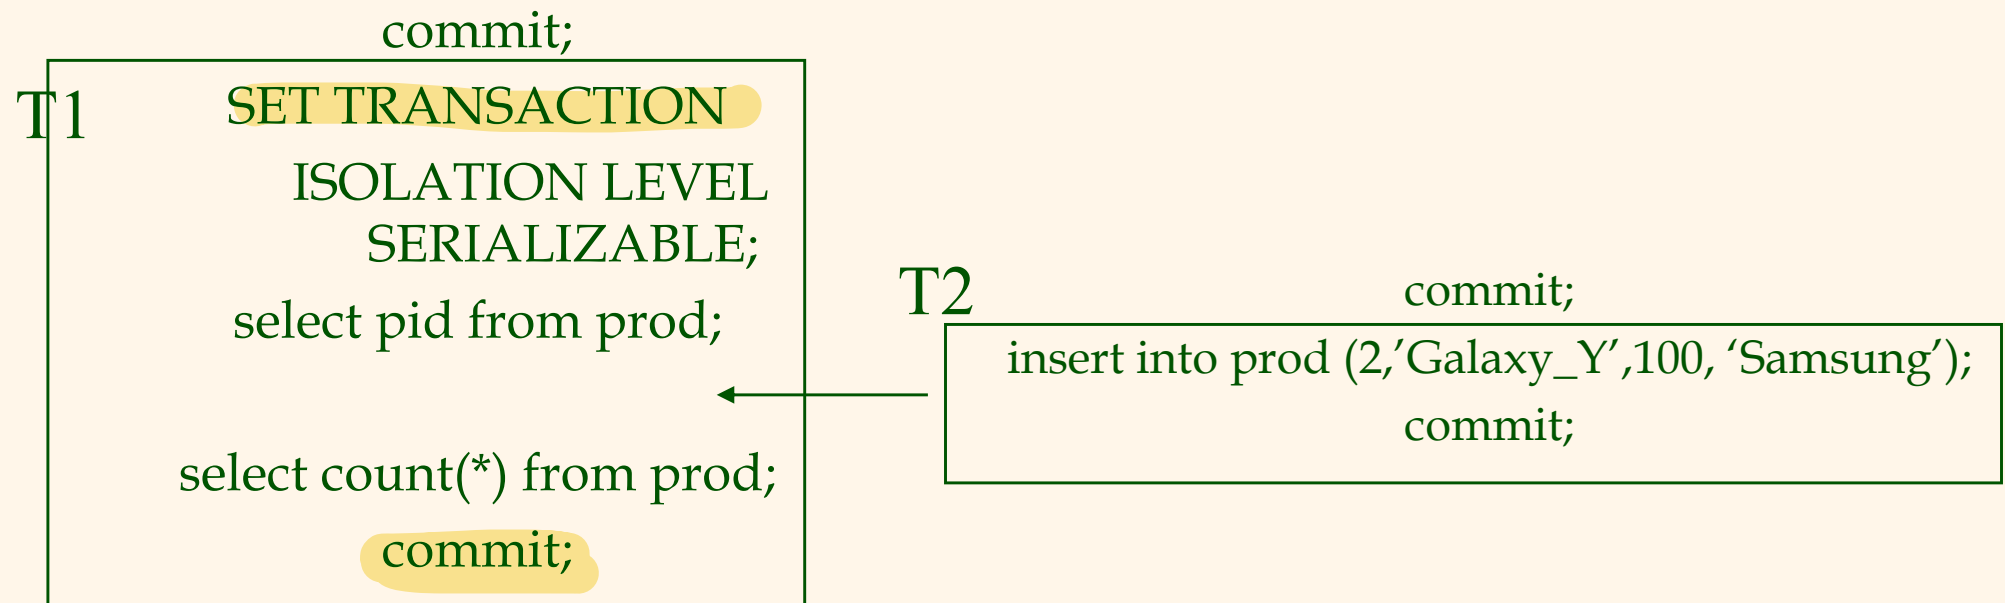 commit;
T1
SET TRANSACTION
ISOLATION LEVEL
SERIALIZABLE;
select pid from prod;
select count(*) from prod;
commit;
T2
commit;
insert into prod (2,’Galaxy_Y’,100, ‘Samsung’);
commit;